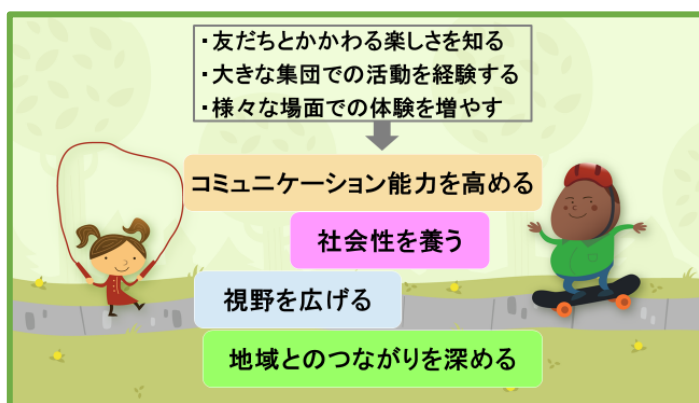 ・友だちとかかわる楽しさを知る
・大きな集団での活動を経験する
・様々な場面での体験を増やす
コミュニケーション能力を高める
社会性を養う
視野を広げる
地域とのつながりを深める